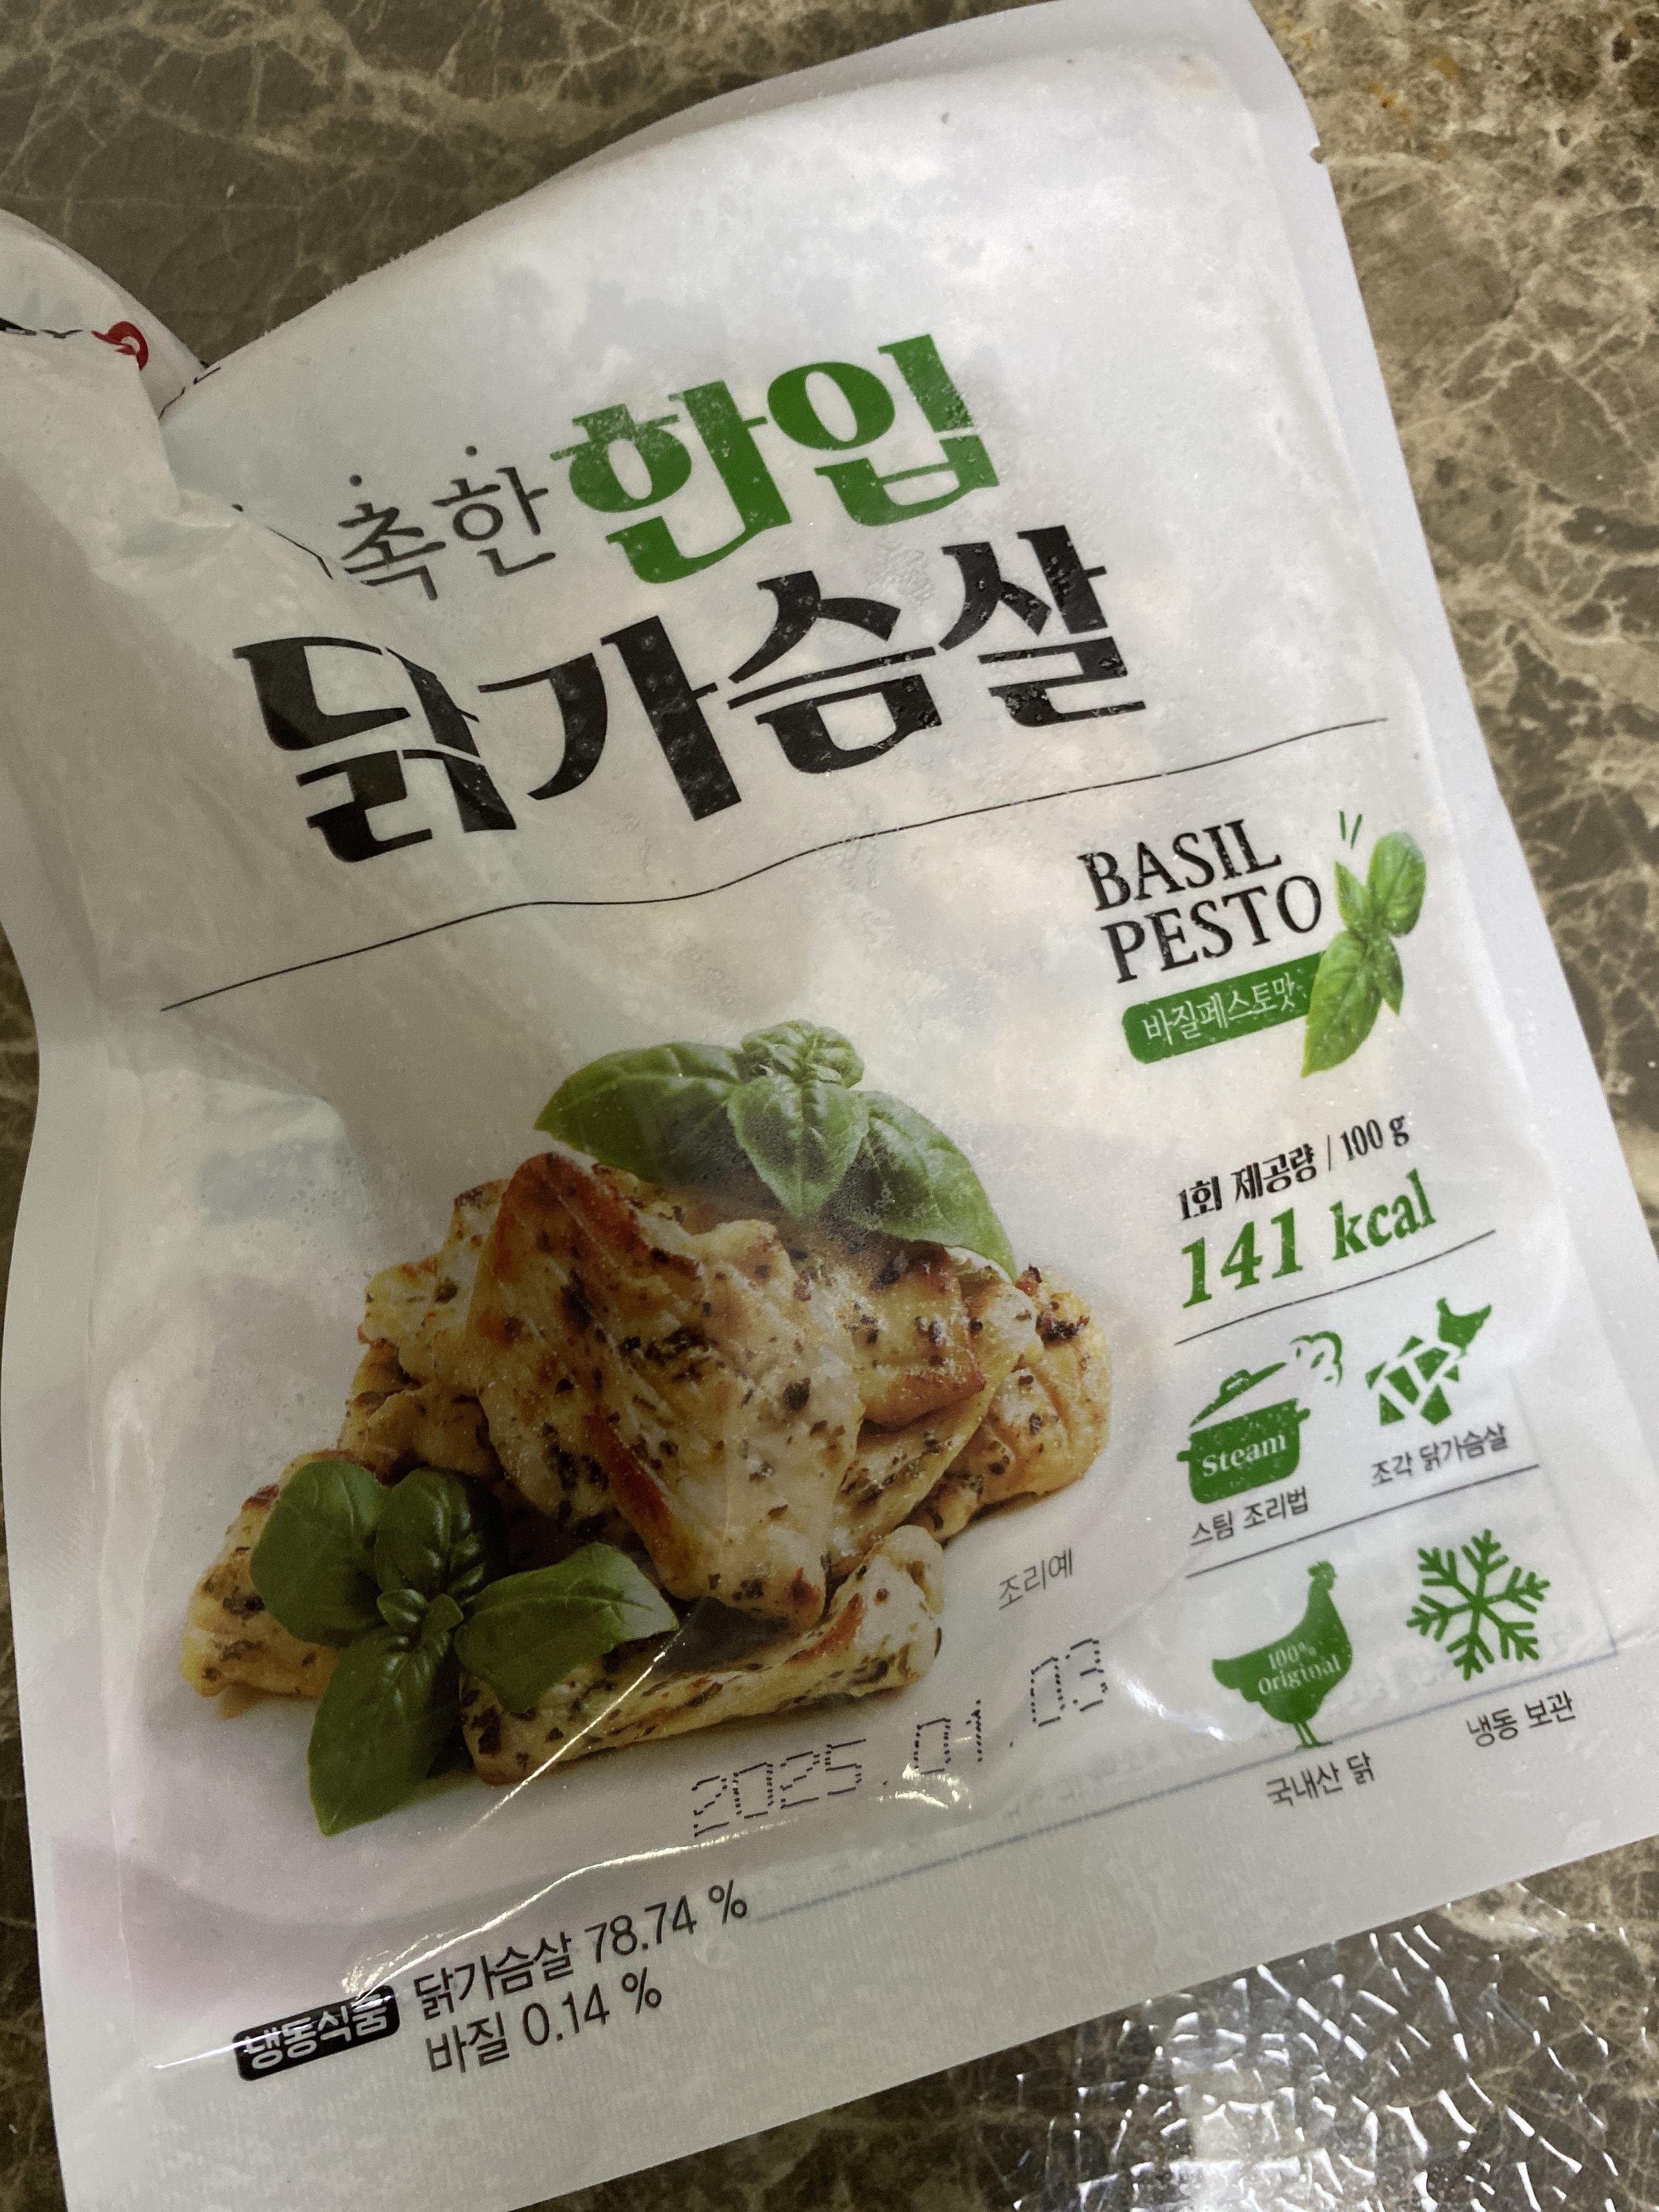 촉한 한입
닭가슴살
BASIL
PESTO
바질페스토맛
1회 제공량 / 100 g
141 kcal
Steam
스팀 조리법
조각 닭가슴살
조리예
100%
original
국내산 닭
냉동 보관
2025.01.03
냉동식품
닭가슴살 78.74 %
바질 0.14 %